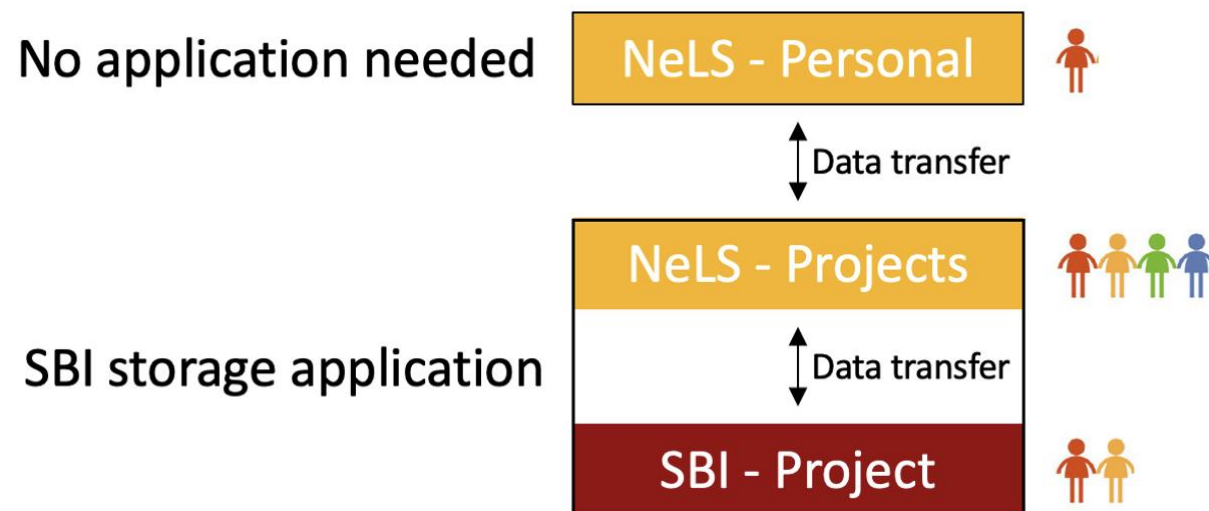 No application needed
NeLS - Personal
Data transfer
NeLS - Projects
SBI storage application
Data transfer
SBI - Project